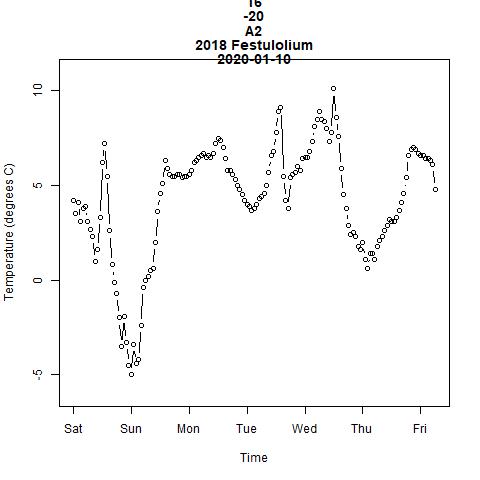 16
-20
A2
2018 Festulolium
2020-01-10
Temperature (degrees C)
10
5
0
-5
Sat Sun Mon Tue Wed Thu Fri
Time